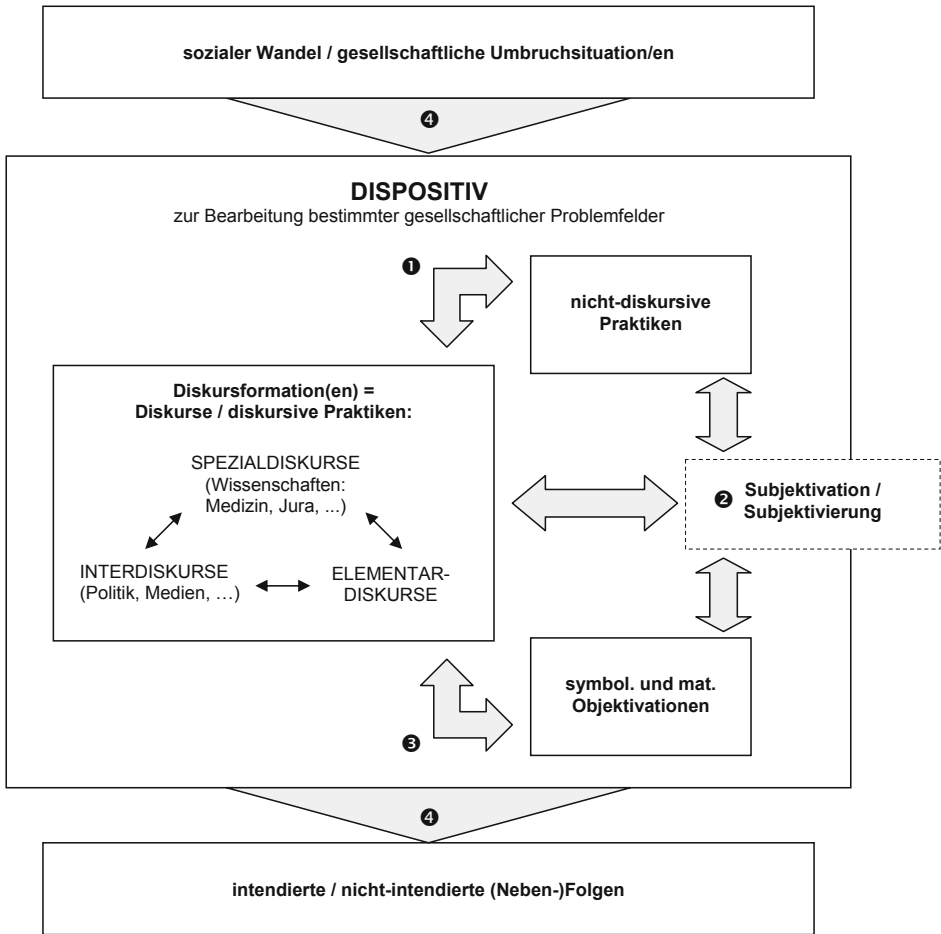 sozialer Wandel / gesellschaftliche Umbruchsituation/en
❹
DISPOSITIV
zur Bearbeitung bestimmter gesellschaftlicher Problemfelder
❶
nicht-diskursive
Praktiken
Diskursformation(en) =
Diskurse / diskursive Praktiken:
SPEZIALDISKURSE
(Wissenschaften:
Medizin, Jura, ...)
INTERDISKURSE
(Politik, Medien, …)
ELEMENTAR-
DISKURSE
❷ Subjektivation /
Subjektivierung
symbol. und mat.
Objektivationen
❸
❹
intendierte / nicht-intendierte (Neben-)Folgen